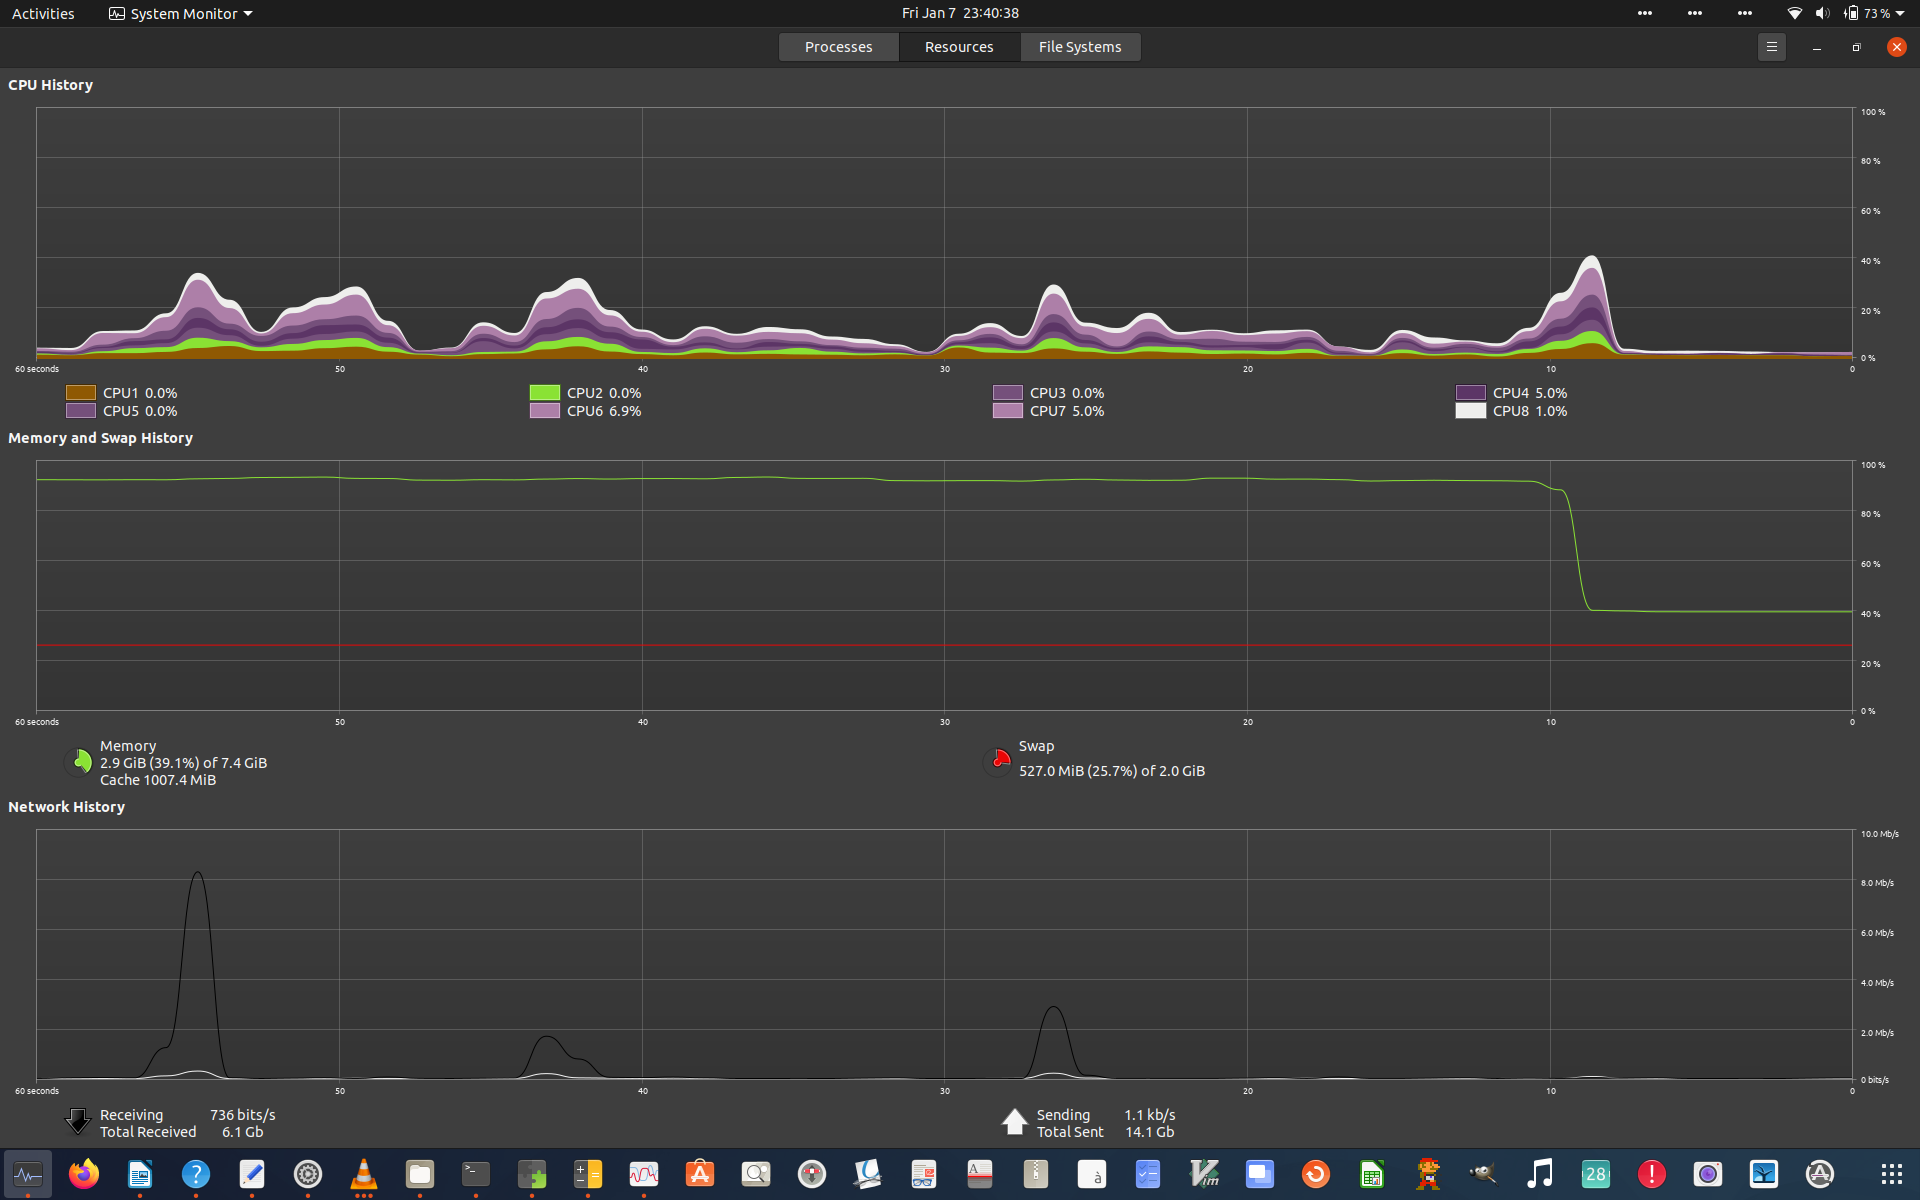 Activities System Monitor Fri Jan 7 23:40:38 73 %
Processes Resources File Systems
CPU History
100 %
80 %
60 %
40 %
20 %
0 %
60 seconds 50 40 30 20 10 0
CPU1 0.0% CPU2 0.0% CPU3 0.0% CPU4 5.0%
CPU5 0.0% CPU6 6.9% CPU7 5.0% CPU8 1.0%
Memory and Swap History
100 %
80 %
60 %
40 %
20 %
0 %
60 seconds 50 40 30 20 10 0
Memory
2.9 GiB (39.1%) of 7.4 GiB
Cache 1007.4 MiB
Swap
527.0 MiB (25.7%) of 2.0 GiB
Network History
10.0 Mb/s
8.0 Mb/s
6.0 Mb/s
4.0 Mb/s
2.0 Mb/s
0 bits/s
60 seconds 50 40 30 20 10 0
Receiving 736 bits/s
Total Received 6.1 Gb
Sending 1.1 kb/s
Total Sent 14.1 Gb
? >_ A à Vim 28 !